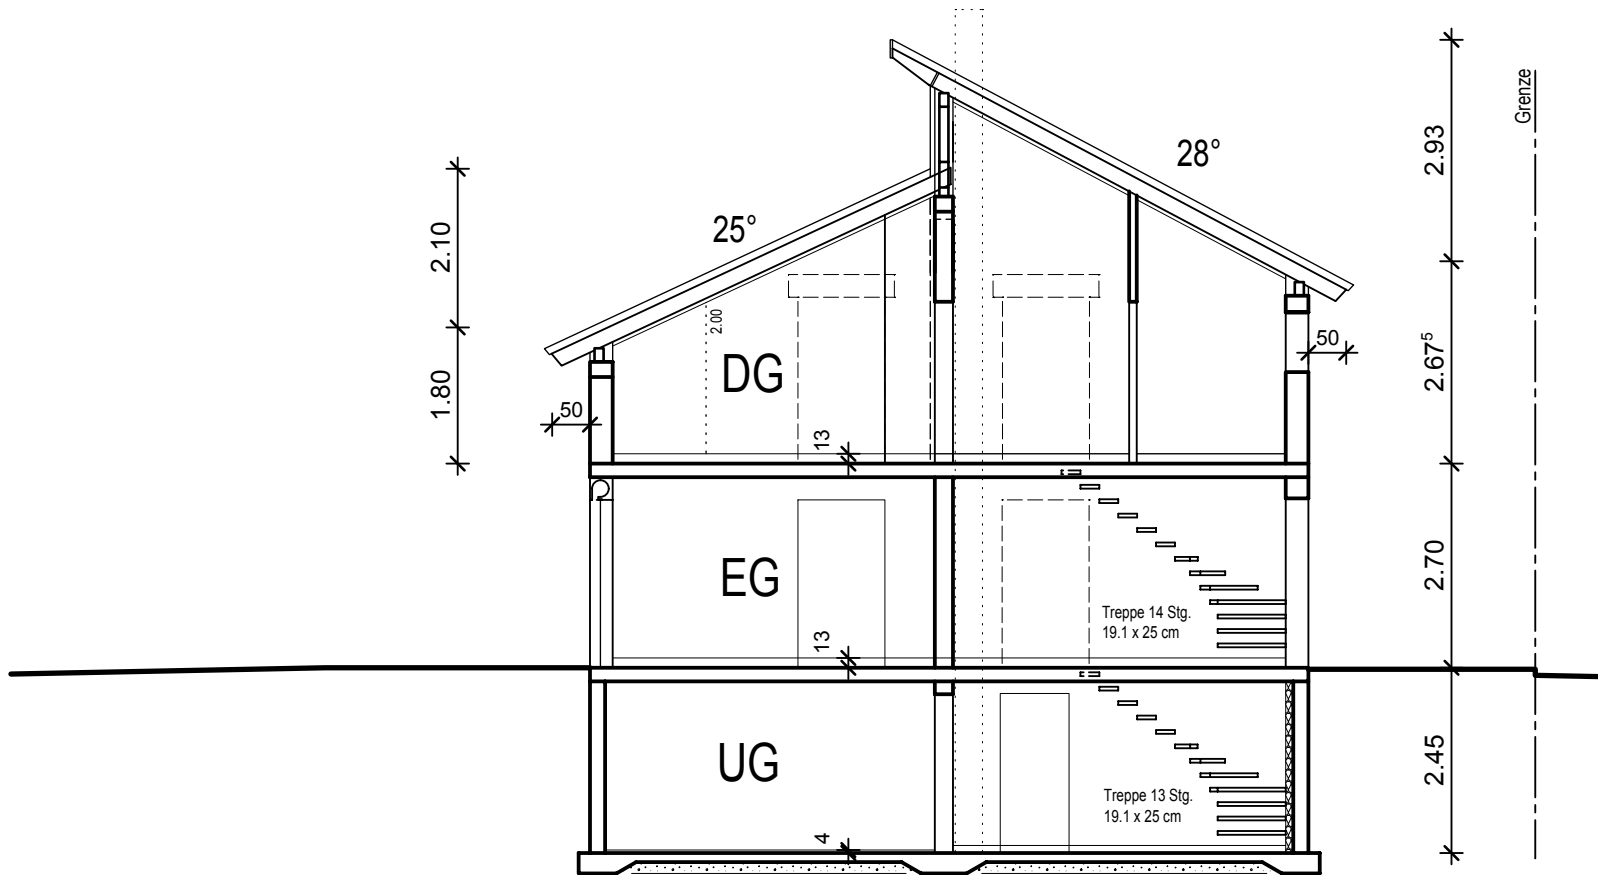 Grenze
2.93
28°
25°
2.10
2.00
50
2.67⁵
DG
1.80
50
13
2.70
EG
Treppe 14 Stg.
19.1 x 25 cm
13
2.45
UG
Treppe 13 Stg.
19.1 x 25 cm
4